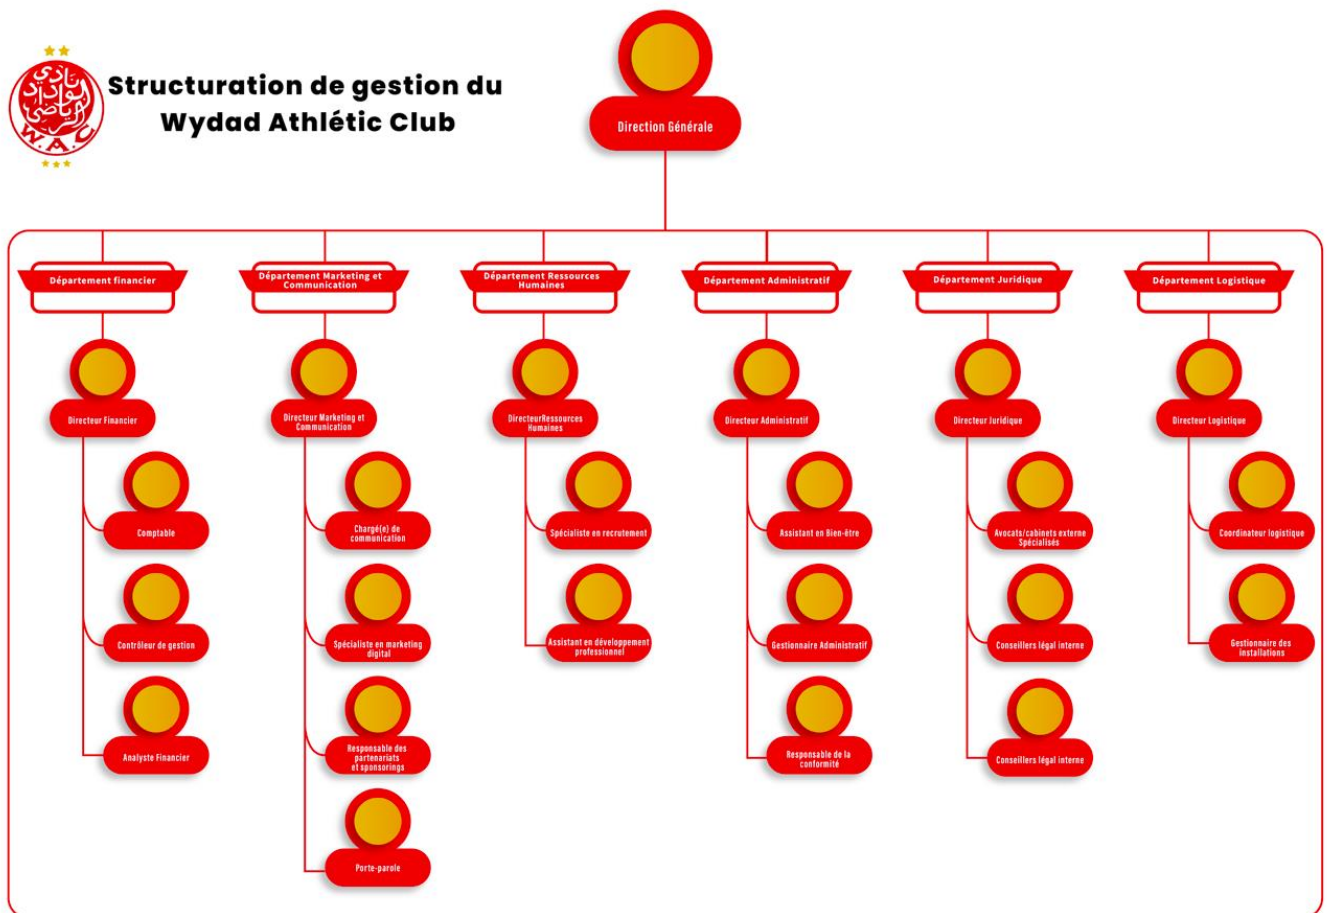 Structuration de gestion du
Wydad Athlétic Club
نادي
الوداد
الرياضي
W.A.C
Direction Générale
Département financier
Département Marketing et
Communication
Département Ressources
Humaines
Département Administratif
Département Juridique
Département Logistique
Directeur Financier
Directeur Marketing et
Communication
DirecteurRessources
Humaines
Directeur Administratif
Directeur Juridique
Directeur Logistique
Comptable
Chargé(e) de
communication
Spécialiste en recrutement
Assistant en Bien-être
Avocats/cabinets externe
Spécialisés
Coordinateur logistique
Contrôleur de gestion
Spécialiste en marketing
digital
Assistant en développement
professionnel
Gestionnaire Administratif
Conseillers légal interne
Gestionnaire des
installations
Analyste Financier
Responsable des
partenariats
et sponsorings
Responsable de la
conformité
Conseillers légal interne
Porte-parole